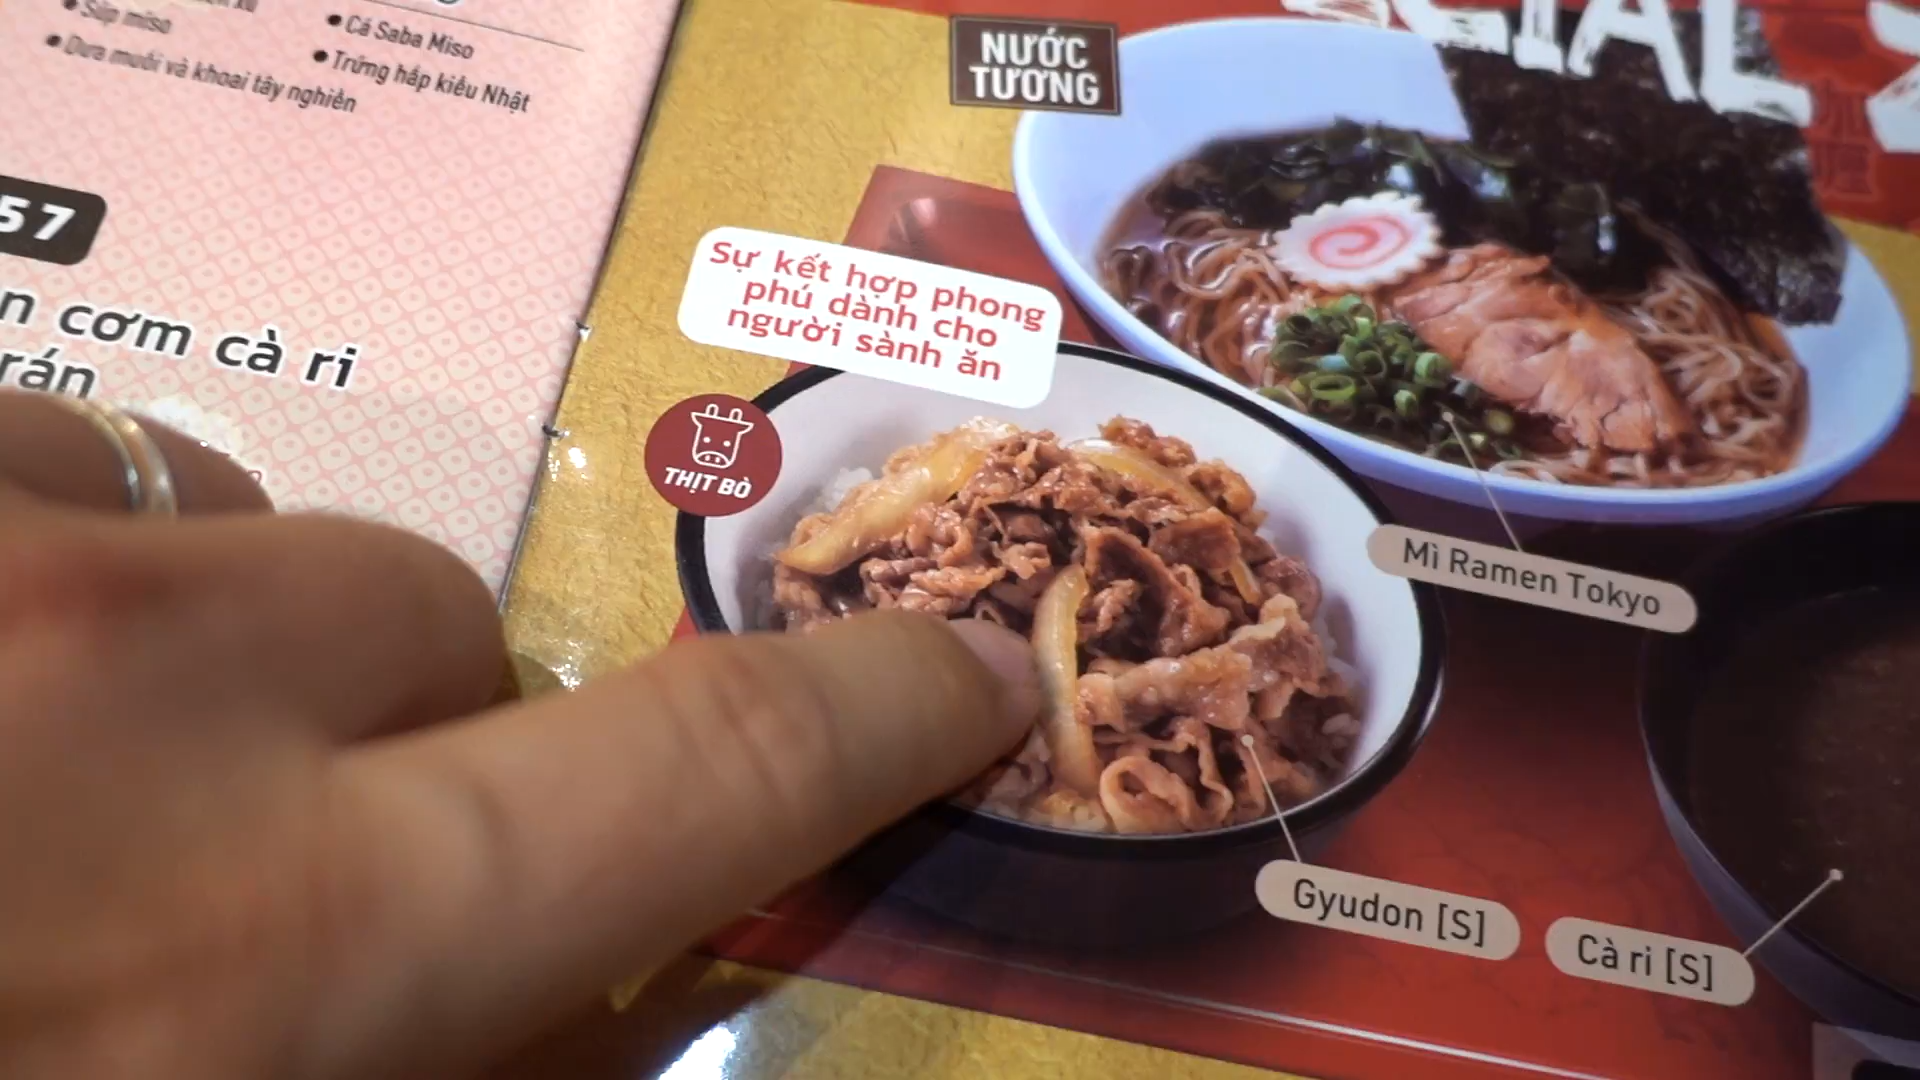 Súp miso
Dưa muối và khoai tây nghiền
Cá Saba Miso
Trứng hấp kiểu Nhật
57
cơm cà ri
rán
NƯỚC
TƯƠNG
Sự kết hợp phong
phú dành cho
người sành ăn
THỊT BÒ
Mì Ramen Tokyo
Gyudon [S]
Cà ri [S]